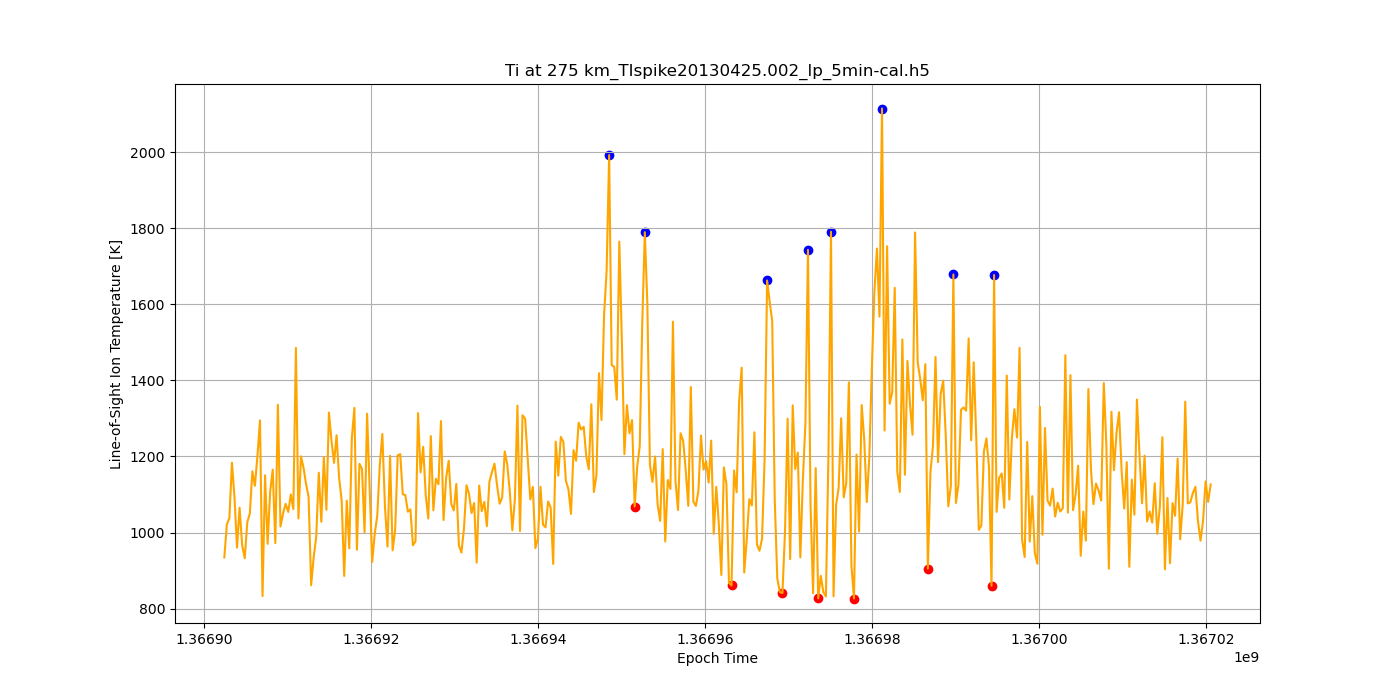 Ti at 275 km_TIspike20130425.002_lp_5min-cal.h5
Line-of-Sight Ion Temperature [K]
2000
1800
1600
1400
1200
1000
800
1.36690 1.36692 1.36694 1.36696 1.36698 1.36700 1.36702
1e9
Epoch Time